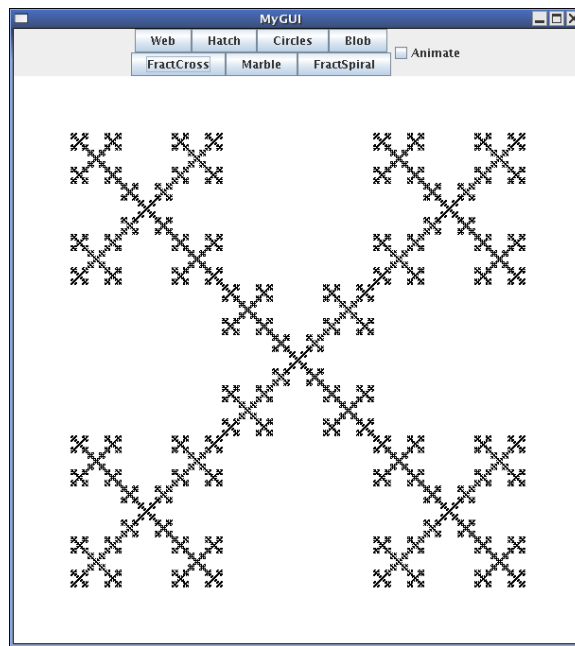 MyGUI
Web Hatch Circles Blob
FractCross Marble FractSpiral
Animate